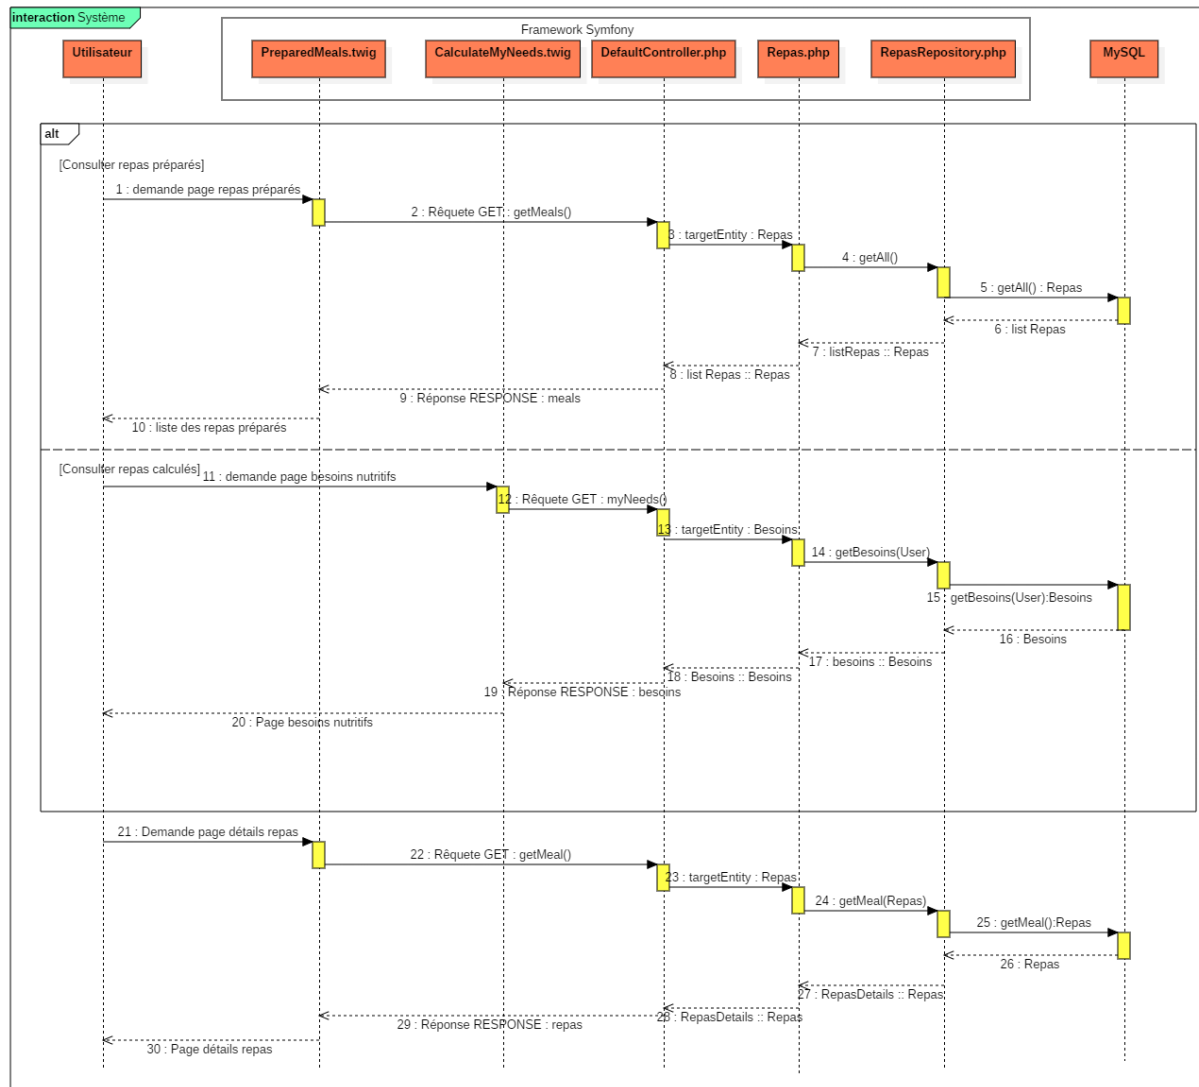 interaction Système
Framework Symfony
Utilisateur
PreparedMeals.twig
CalculateMyNeeds.twig
DefaultController.php
Repas.php
RepasRepository.php
MySQL
alt
[Consulter repas préparés]
1 : demande page repas préparés
2 : Rêquete GET : getMeals()
3 : targetEntity : Repas
4 : getAll()
5 : getAll() : Repas
6 : list Repas
7 : listRepas :: Repas
8 : list Repas :: Repas
9 : Réponse RESPONSE : meals
10 : liste des repas préparés
[Consulter repas calculés]
11 : demande page besoins nutritifs
12 : Rêquete GET : myNeeds()
13 : targetEntity : Besoins
14 : getBesoins(User)
15 : getBesoins(User):Besoins
16 : Besoins
17 : besoins :: Besoins
18 : Besoins :: Besoins
19 : Réponse RESPONSE : besoins
20 : Page besoins nutritifs
21 : Demande page détails repas
22 : Rêquete GET : getMeal()
23 : targetEntity : Repas
24 : getMeal(Repas)
25 : getMeal():Repas
26 : Repas
27 : RepasDetails :: Repas
28 : RepasDetails :: Repas
29 : Réponse RESPONSE : repas
30 : Page détails repas